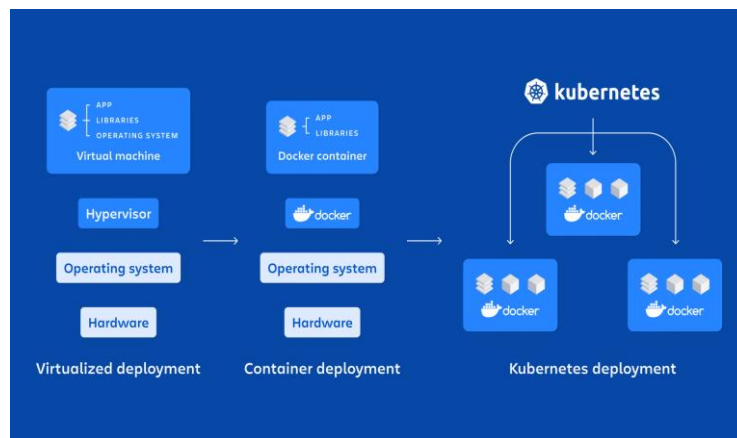 APP
LIBRARIES
OPERATING SYSTEM
Virtual machine
Hypervisor
Operating system
Hardware
Virtualized deployment
APP
LIBRARIES
Docker container
docker
Operating system
Hardware
Container deployment
kubernetes
docker
docker
docker
Kubernetes deployment